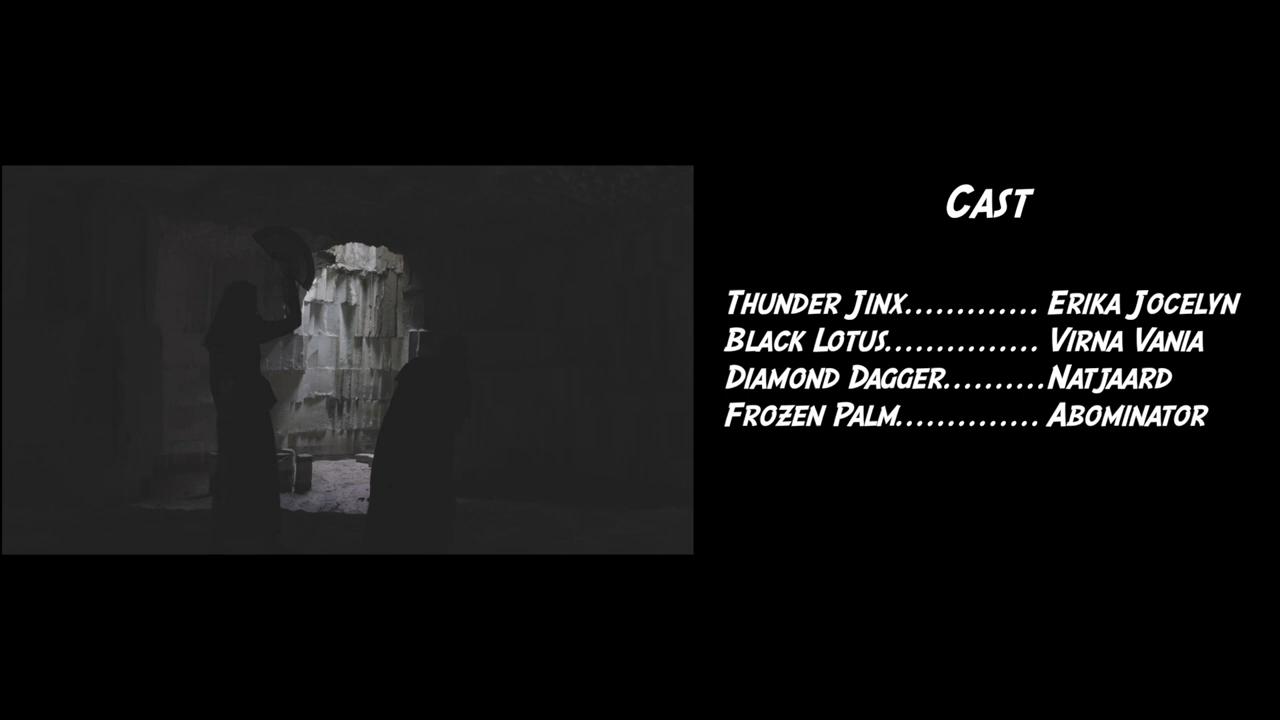 Cast
Thunder Jinx............. Erika Jocelyn
Black Lotus............... Virna Vania
Diamond Dagger..........Natjaard
Frozen Palm.............. Abominator